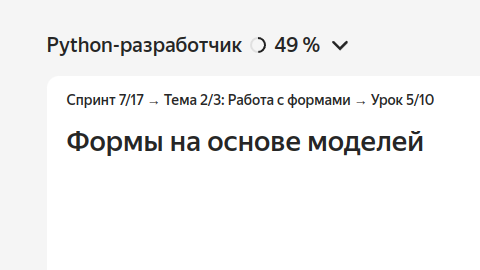 Python-разработчик 49 %
Спринт 7/17 → Тема 2/3: Работа с формами → Урок 5/10
Формы на основе моделей